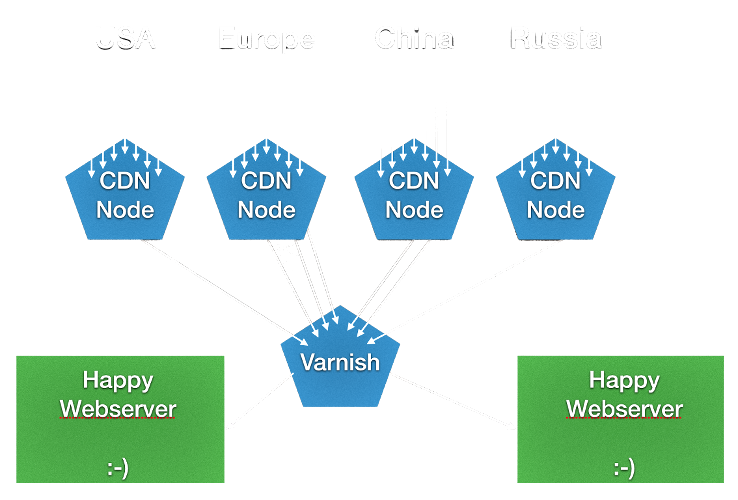 USA Europe China Russia
CDN CDN CDN CDN
Node Node Node Node
Varnish
Happy Happy
Webserver Webserver
:-) :-)